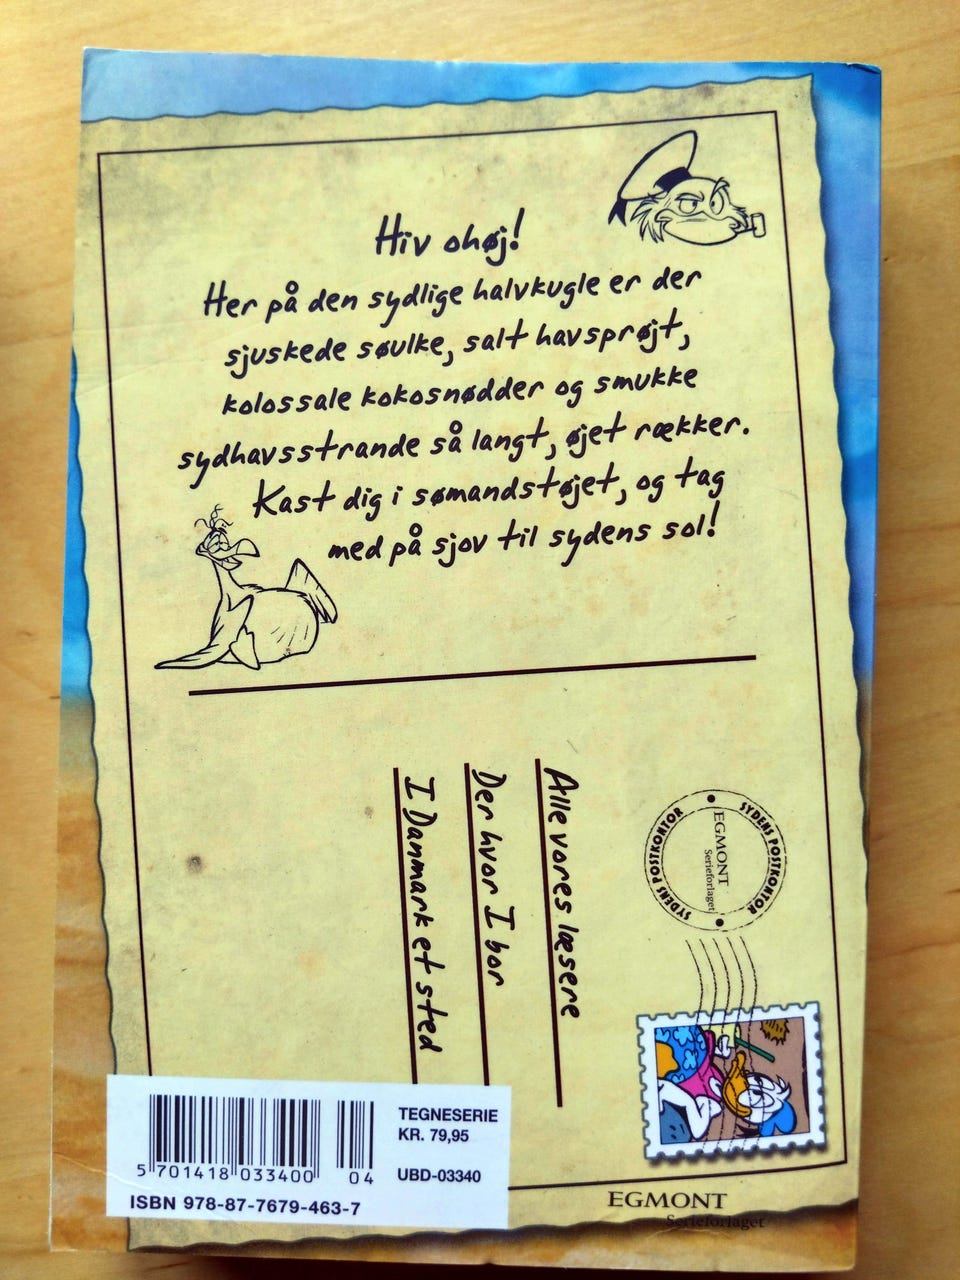 Hiv ohøj!
Her på den sydlige halvkugle er der
sjuskede søulke, salt havsprøjt,
kolossale kokosnødder og smukke
sydhavsstrande så langt, øjet rækker.
Kast dig i sømandstøjet, og tag
med på sjov til sydens sol!
Alle vores læsere
Der hvor I bor
I Danmark et sted
SYDENS POSTKONTOR
EGMONT
Serieforlaget
SYDENS POSTKONTOR
TEGNESERIE
KR. 79,95
UBD-03340
5 701418 033400 04
ISBN 978-87-7679-463-7
EGMONT
Serieforlaget